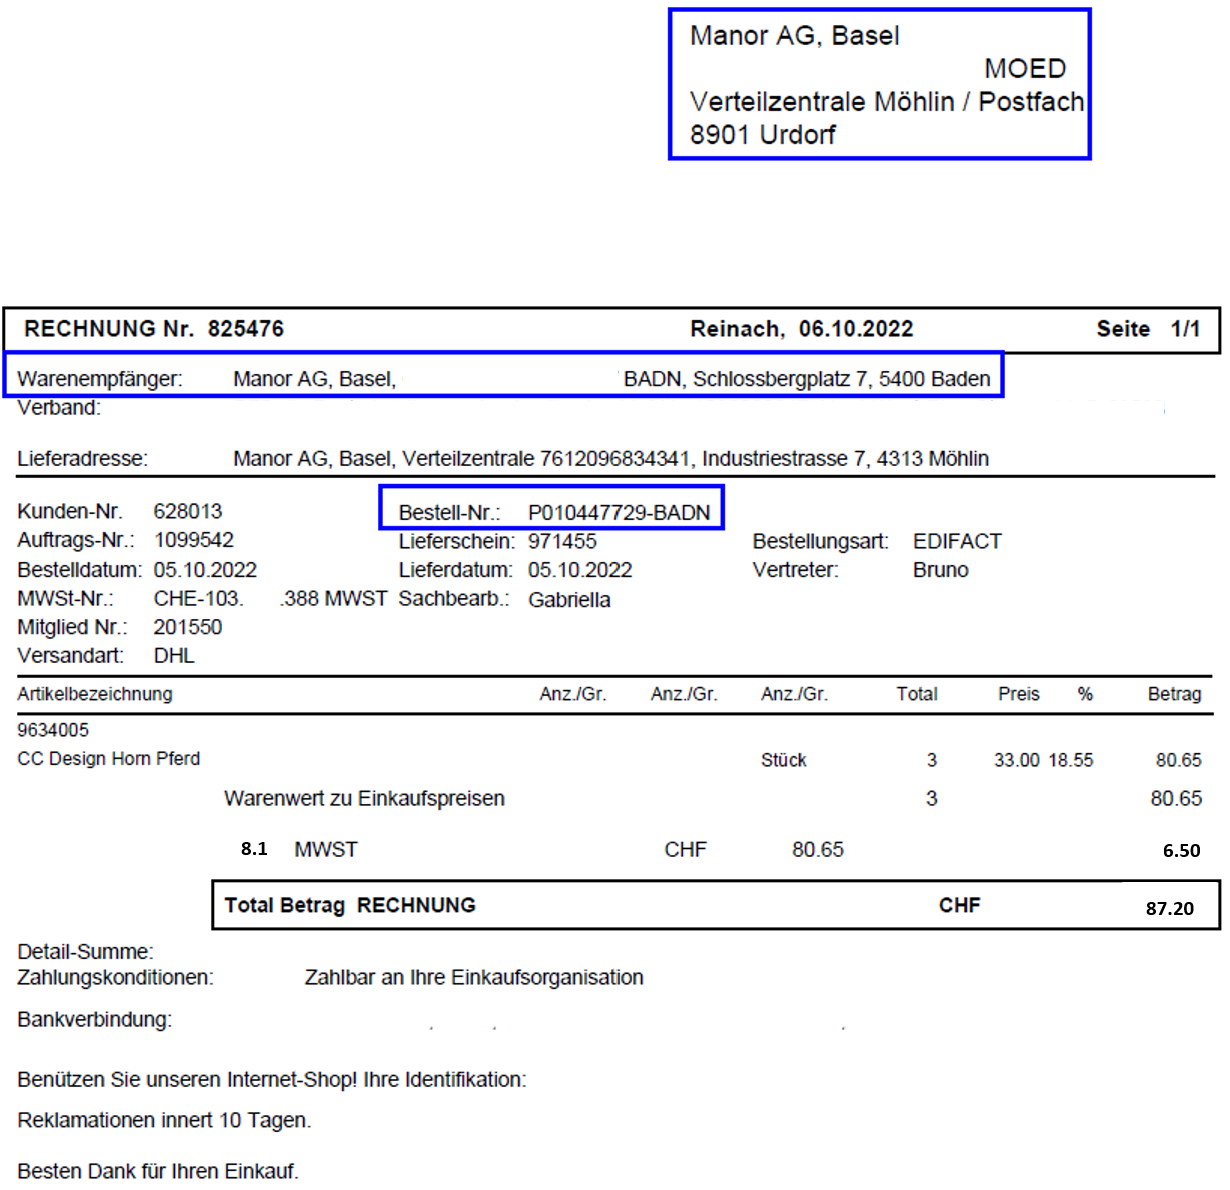 Manor AG, Basel
MOED
Verteilzentrale Möhlin / Postfach
8901 Urdorf
RECHNUNG Nr. 825476 Reinach, 06.10.2022 Seite 1/1
Warenempfänger: Manor AG, Basel, BADN, Schlossbergplatz 7, 5400 Baden
Verband:
Lieferadresse: Manor AG, Basel, Verteilzentrale 7612096834341, Industriestrasse 7, 4313 Möhlin
Kunden-Nr. 628013 Bestell-Nr.: P010447729-BADN
Auftrags-Nr.: 1099542 Lieferschein: 971455 Bestellungsart: EDIFACT
Bestelldatum: 05.10.2022 Lieferdatum: 05.10.2022 Vertreter: Bruno
MWSt-Nr.: CHE-103. .388 MWST Sachbearb.: Gabriella
Mitglied Nr.: 201550
Versandart: DHL
Artikelbezeichnung Anz./Gr. Anz./Gr. Anz./Gr. Total Preis % Betrag
9634005
CC Design Horn Pferd Stück 3 33.00 18.55 80.65
Warenwert zu Einkaufspreisen 3 80.65
8.1 MWST CHF 80.65 6.50
Total Betrag RECHNUNG CHF 87.20
Detail-Summe:
Zahlungskonditionen: Zahlbar an Ihre Einkaufsorganisation
Bankverbindung:
Benützen Sie unseren Internet-Shop! Ihre Identifikation:
Reklamationen innert 10 Tagen.
Besten Dank für Ihren Einkauf.